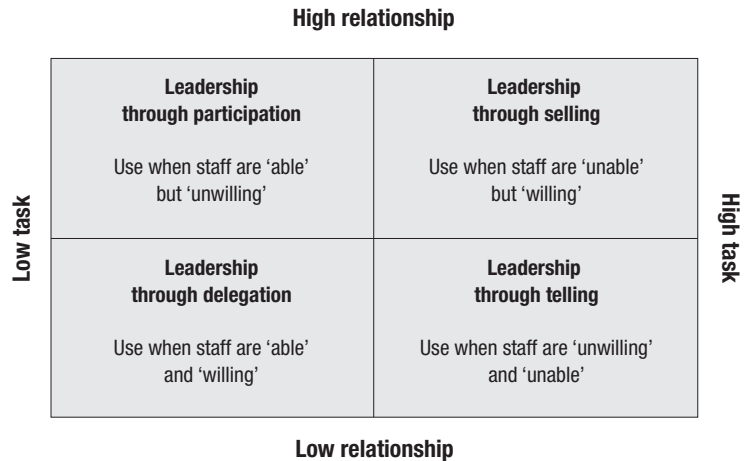 High relationship
Leadership
through participation
Use when staff are ‘able’
but ‘unwilling’
Leadership
through selling
Use when staff are ‘unable’
but ‘willing’
Low task
High task
Leadership
through delegation
Use when staff are ‘able’
and ‘willing’
Leadership
through telling
Use when staff are ‘unwilling’
and ‘unable’
Low relationship